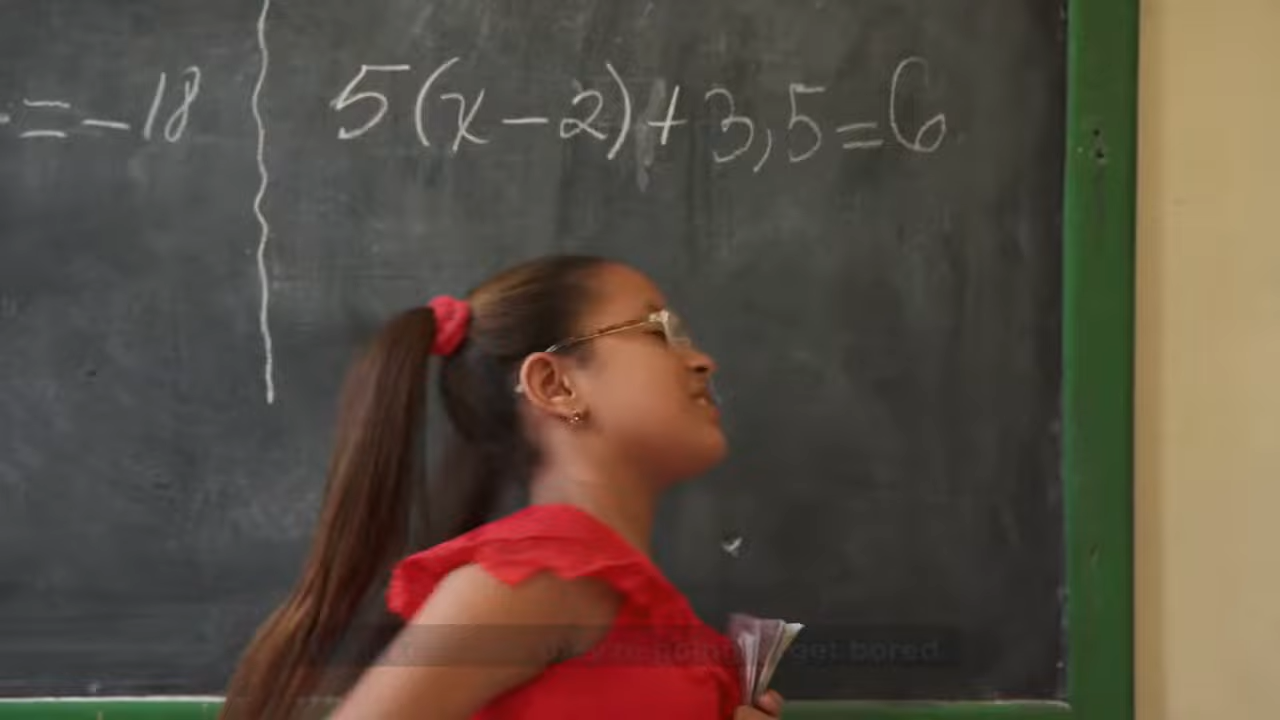 = -18
5(x-2)+3,5=6
get bored